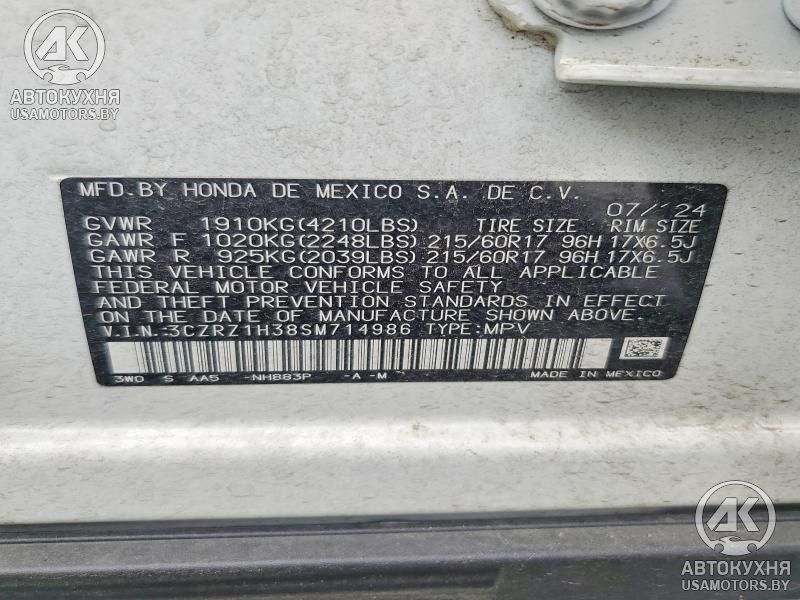 АК
АВТОКУХНЯ
USAMOTORS.BY
MFD.BY HONDA DE MEXICO S.A. DE C.V.
07/'24
GVWR 1910KG(4210LBS) TIRE SIZE RIM SIZE
GAWR F 1020KG(2248LBS) 215/60R17 96H 17X6.5J
GAWR R 925KG(2039LBS) 215/60R17 96H 17X6.5J
THIS VEHICLE CONFORMS TO ALL APPLICABLE
FEDERAL MOTOR VEHICLE SAFETY
AND THEFT PREVENTION STANDARDS IN EFFECT
ON THE DATE OF MANUFACTURE SHOWN ABOVE.
V.I.N.:3CZRZ1H38SM714986 TYPE:MPV
3W0 S AA5 -NH883P -A -M MADE IN MEXICO
АК
АВТОКУХНЯ
USAMOTORS.BY